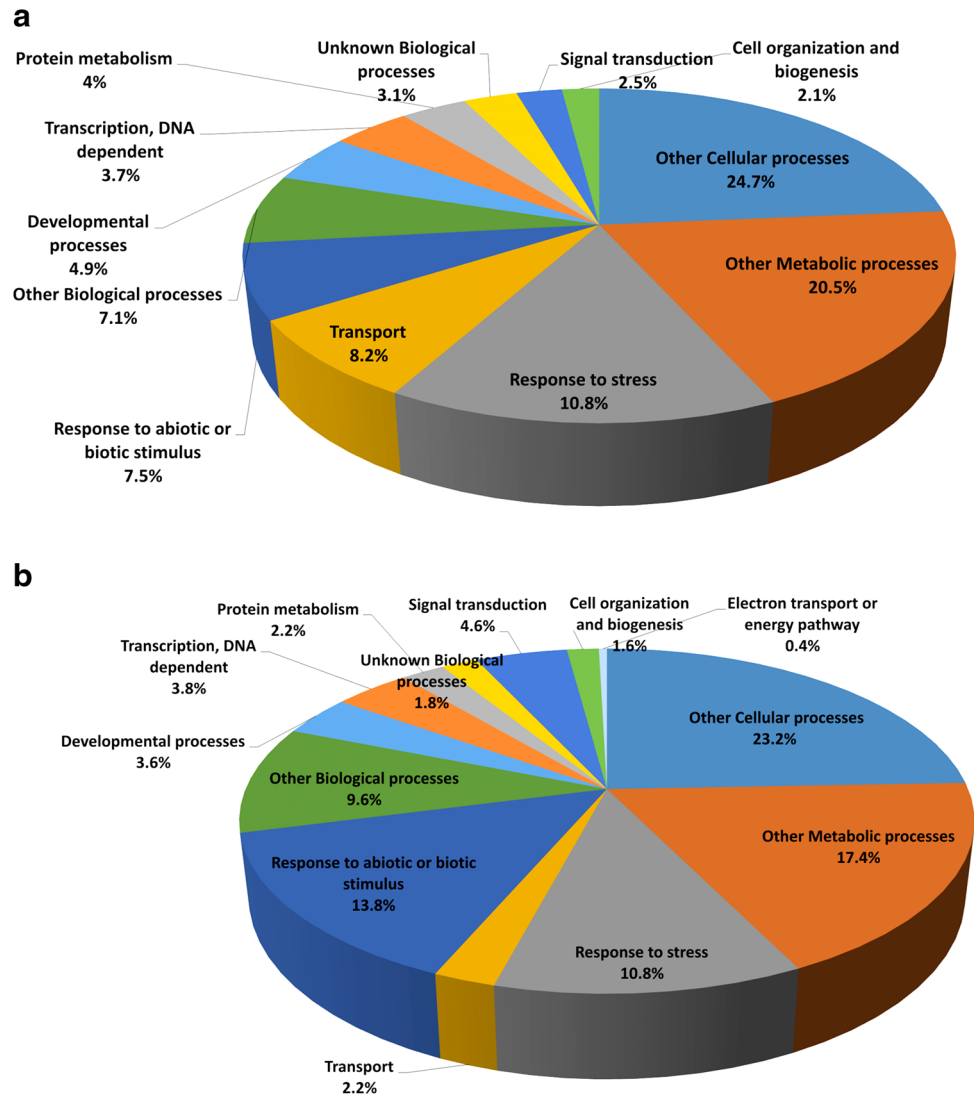 a
Protein metabolism
4%
Unknown Biological
processes
3.1%
Signal transduction
2.5%
Cell organization and
biogenesis
2.1%
Transcription, DNA
dependent
3.7%
Other Cellular processes
24.7%
Developmental
processes
4.9%
Other Metabolic processes
20.5%
Other Biological processes
7.1%
Transport
8.2%
Response to stress
10.8%
Response to abiotic or
biotic stimulus
7.5%
b
Protein metabolism
2.2%
Signal transduction
4.6%
Cell organization
and biogenesis
1.6%
Electron transport or
energy pathway
0.4%
Transcription, DNA
dependent
3.8%
Unknown Biological
processes
1.8%
Other Cellular processes
23.2%
Developmental processes
3.6%
Other Biological processes
9.6%
Other Metabolic processes
17.4%
Response to abiotic or biotic
stimulus
13.8%
Response to stress
10.8%
Transport
2.2%